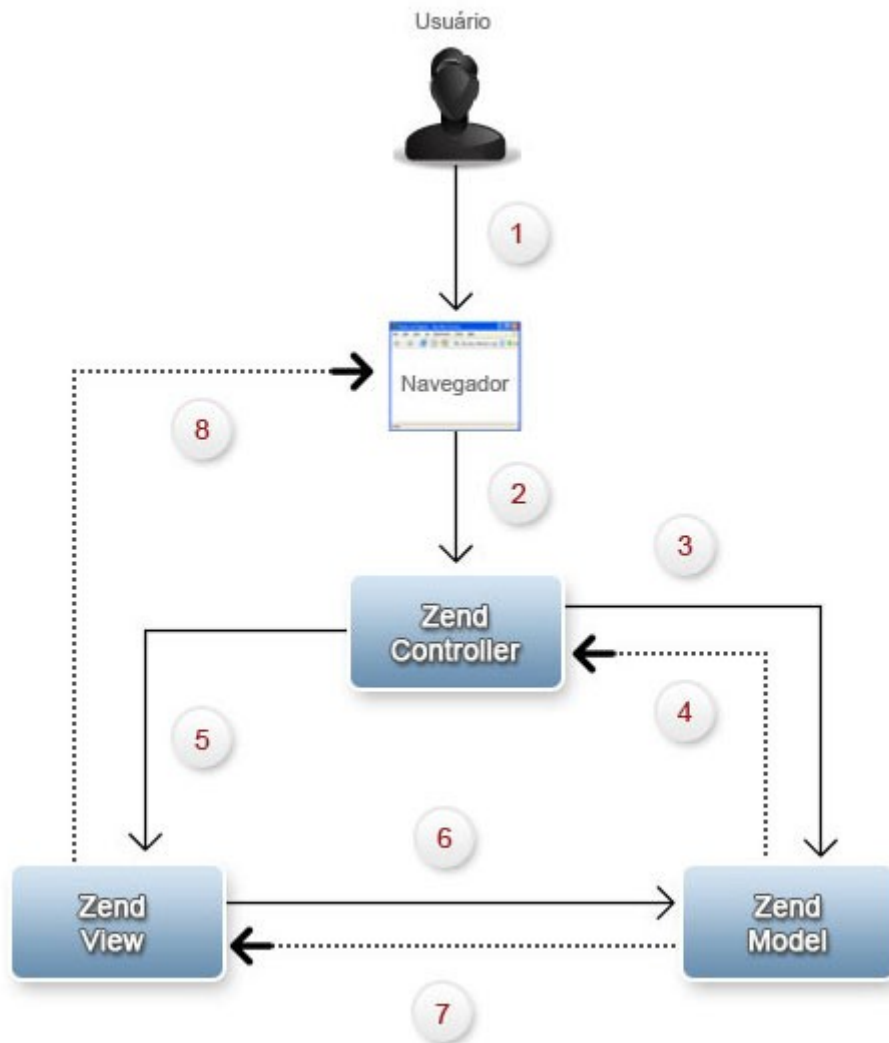 Usuário
1
Navegador
8
2
3
Zend
Controller
4
5
6
Zend
View
Zend
Model
7